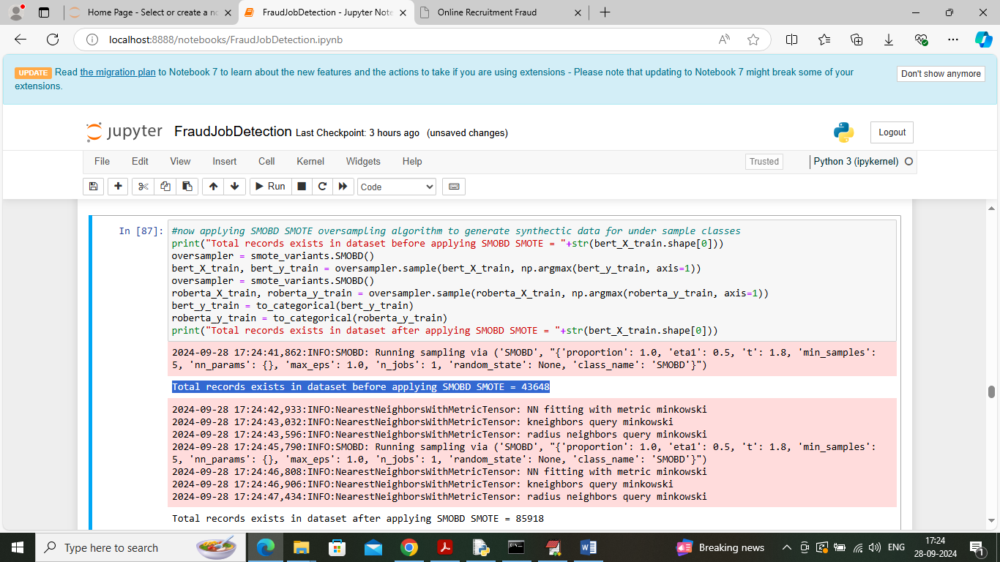 Home Page - Select or create a no
FraudJobDetection - Jupyter Note
Online Recruitment Fraud
localhost:8888/notebooks/FraudJobDetection.ipynb
UPDATE Read the migration plan to Notebook 7 to learn about the new features and the actions to take if you are using extensions - Please note that updating to Notebook 7 might break some of your
extensions.
Don't show anymore
jupyter FraudJobDetection Last Checkpoint: 3 hours ago (unsaved changes)
Logout
File Edit View Insert Cell Kernel Widgets Help
Trusted
Python 3 (ipykernel)
Run
Code
In [87]:
#now applying SMOBD SMOTE oversampling algorithm to generate synthectic data for under sample classes
print("Total records exists in dataset before applying SMOBD SMOTE = "+str(bert_X_train.shape[0]))
oversampler = smote_variants.SMOBD()
bert_X_train, bert_y_train = oversampler.sample(bert_X_train, np.argmax(bert_y_train, axis=1))
oversampler = smote_variants.SMOBD()
roberta_X_train, roberta_y_train = oversampler.sample(roberta_X_train, np.argmax(roberta_y_train, axis=1))
bert_y_train = to_categorical(bert_y_train)
roberta_y_train = to_categorical(roberta_y_train)
print("Total records exists in dataset after applying SMOBD SMOTE = "+str(bert_X_train.shape[0]))
2024-09-28 17:24:41,862:INFO:SMOBD: Running sampling via ('SMOBD', "{'proportion': 1.0, 'eta1': 0.5, 't': 1.8, 'min_samples':
5, 'nn_params': {}, 'max_eps': 1.0, 'n_jobs': 1, 'random_state': None, 'class_name': 'SMOBD'}")
Total records exists in dataset before applying SMOBD SMOTE = 43648
2024-09-28 17:24:42,933:INFO:NearestNeighborsWithMetricTensor: NN fitting with metric minkowski
2024-09-28 17:24:43,032:INFO:NearestNeighborsWithMetricTensor: kneighbors query minkowski
2024-09-28 17:24:43,596:INFO:NearestNeighborsWithMetricTensor: radius neighbors query minkowski
2024-09-28 17:24:45,790:INFO:SMOBD: Running sampling via ('SMOBD', "{'proportion': 1.0, 'eta1': 0.5, 't': 1.8, 'min_samples':
5, 'nn_params': {}, 'max_eps': 1.0, 'n_jobs': 1, 'random_state': None, 'class_name': 'SMOBD'}")
2024-09-28 17:24:46,808:INFO:NearestNeighborsWithMetricTensor: NN fitting with metric minkowski
2024-09-28 17:24:46,906:INFO:NearestNeighborsWithMetricTensor: kneighbors query minkowski
2024-09-28 17:24:47,434:INFO:NearestNeighborsWithMetricTensor: radius neighbors query minkowski
Total records exists in dataset after applying SMOBD SMOTE = 85918
Type here to search
Breaking news
ENG
17:24
28-09-2024
1